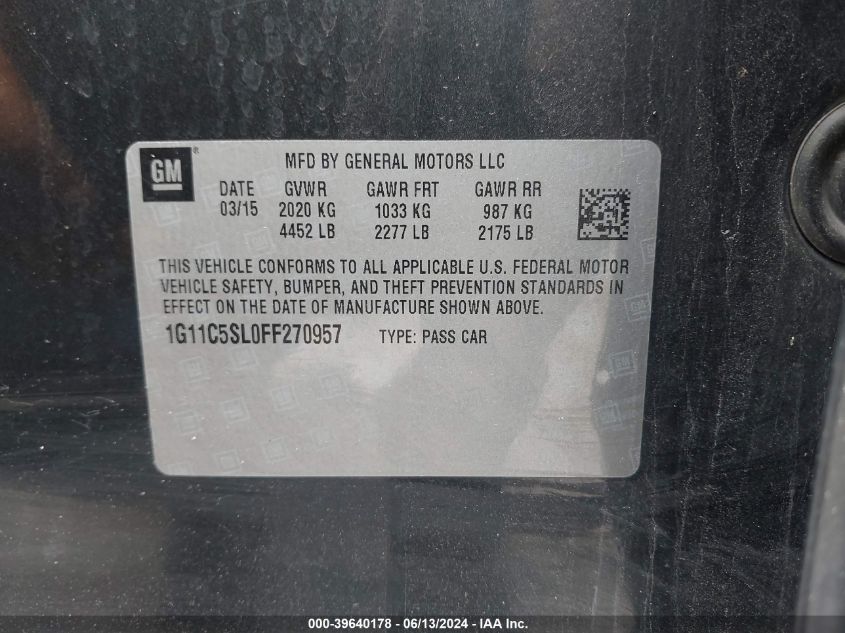 GM ®
MFD BY GENERAL MOTORS LLC
DATE GVWR GAWR FRT GAWR RR
03/15 2020 KG 1033 KG 987 KG
4452 LB 2277 LB 2175 LB
THIS VEHICLE CONFORMS TO ALL APPLICABLE U.S. FEDERAL MOTOR
VEHICLE SAFETY, BUMPER, AND THEFT PREVENTION STANDARDS IN
EFFECT ON THE DATE OF MANUFACTURE SHOWN ABOVE.
1G11C5SL0FF270957 TYPE: PASS CAR
000-39640178 - 06/13/2024 - IAA Inc.